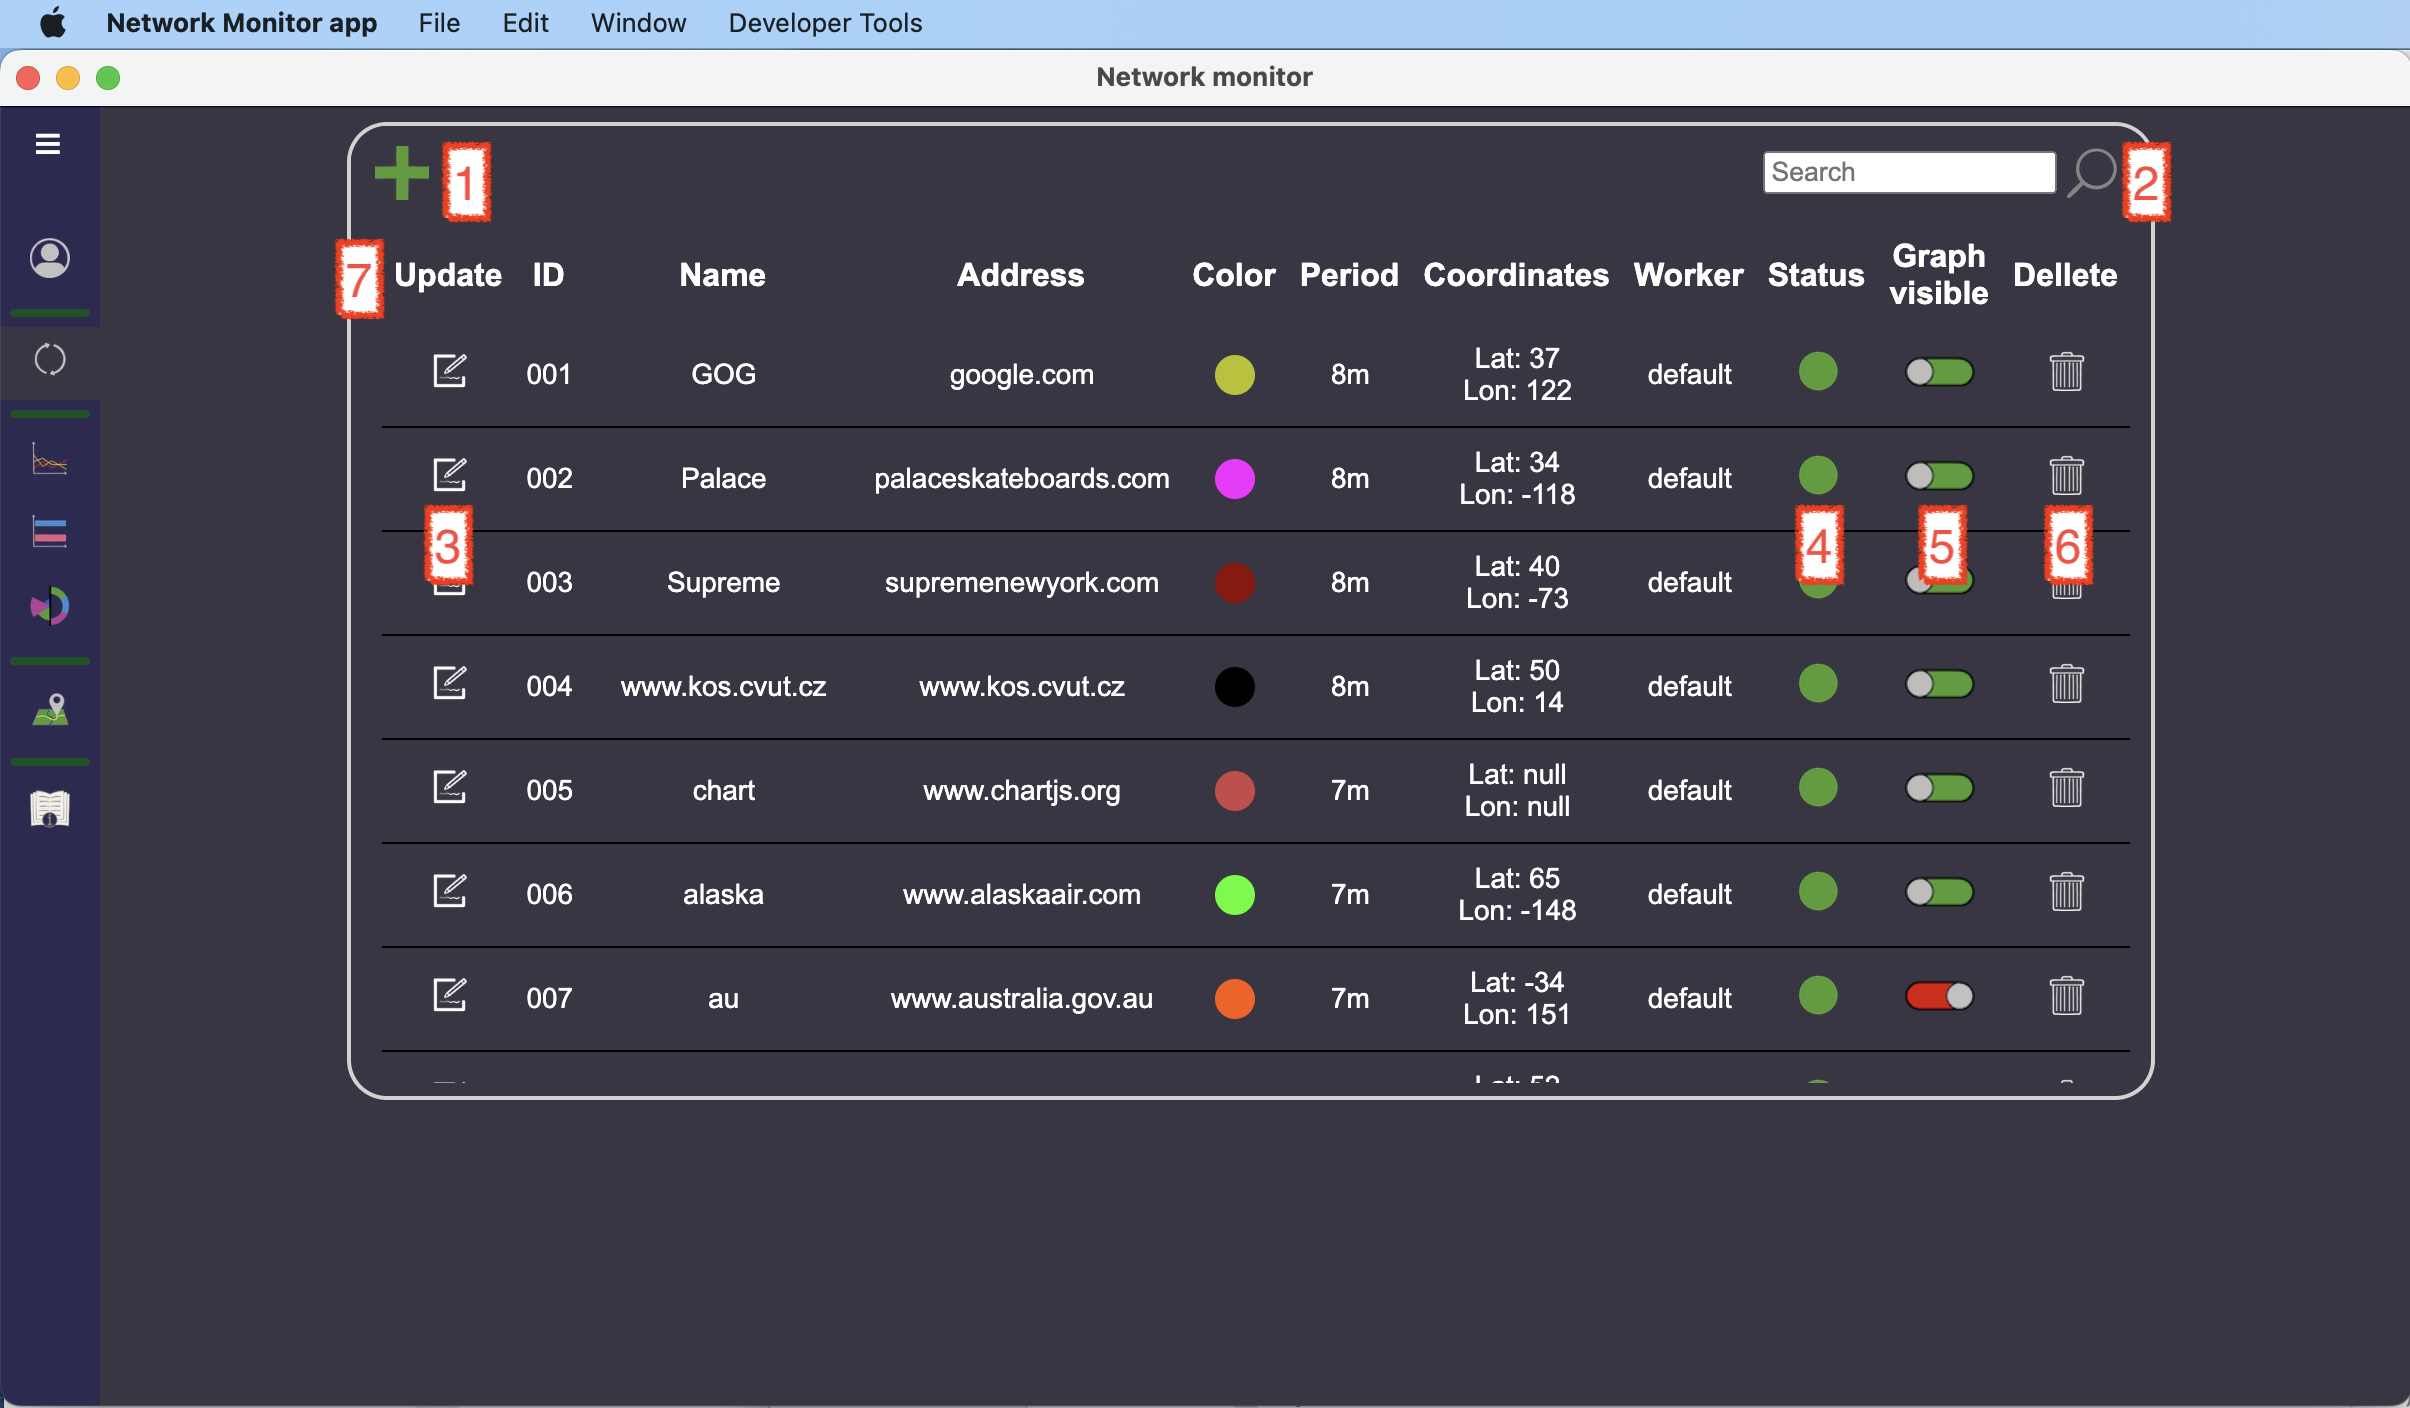 Network Monitor app File Edit Window Developer Tools
Network monitor
1
Search
2
7
Update ID Name Address Color Period Coordinates Worker Status Graph visible Dellete
001 GOG google.com 8m Lat: 37 Lon: 122 default
002 Palace palaceskateboards.com 8m Lat: 34 Lon: -118 default
3 4 5 6
003 Supreme supremenewyork.com 8m Lat: 40 Lon: -73 default
004 www.kos.cvut.cz www.kos.cvut.cz 8m Lat: 50 Lon: 14 default
005 chart www.chartjs.org 7m Lat: null Lon: null default
006 alaska www.alaskaair.com 7m Lat: 65 Lon: -148 default
007 au www.australia.gov.au 7m Lat: -34 Lon: 151 default